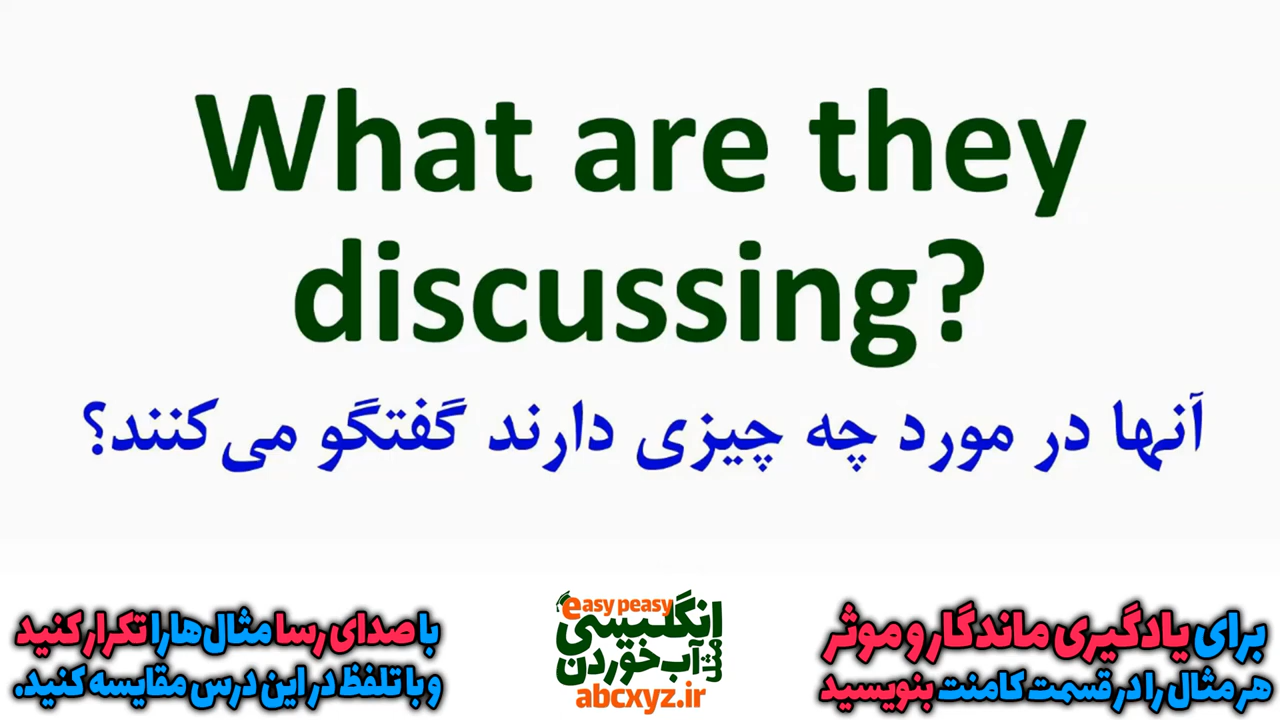 What are they
discussing?
آنها در مورد چه چیزی دارند گفتگو می‌کنند؟
برای یادگیری ماندگار و موثر
هر مثال را در قسمت کامنت بنویسید
easy peasy
انگلیسی
مثل آب خوردن
abcxyz.ir
با صدای رسا مثال‌ها را تکرار کنید
و با تلفظ در این درس مقایسه کنید.